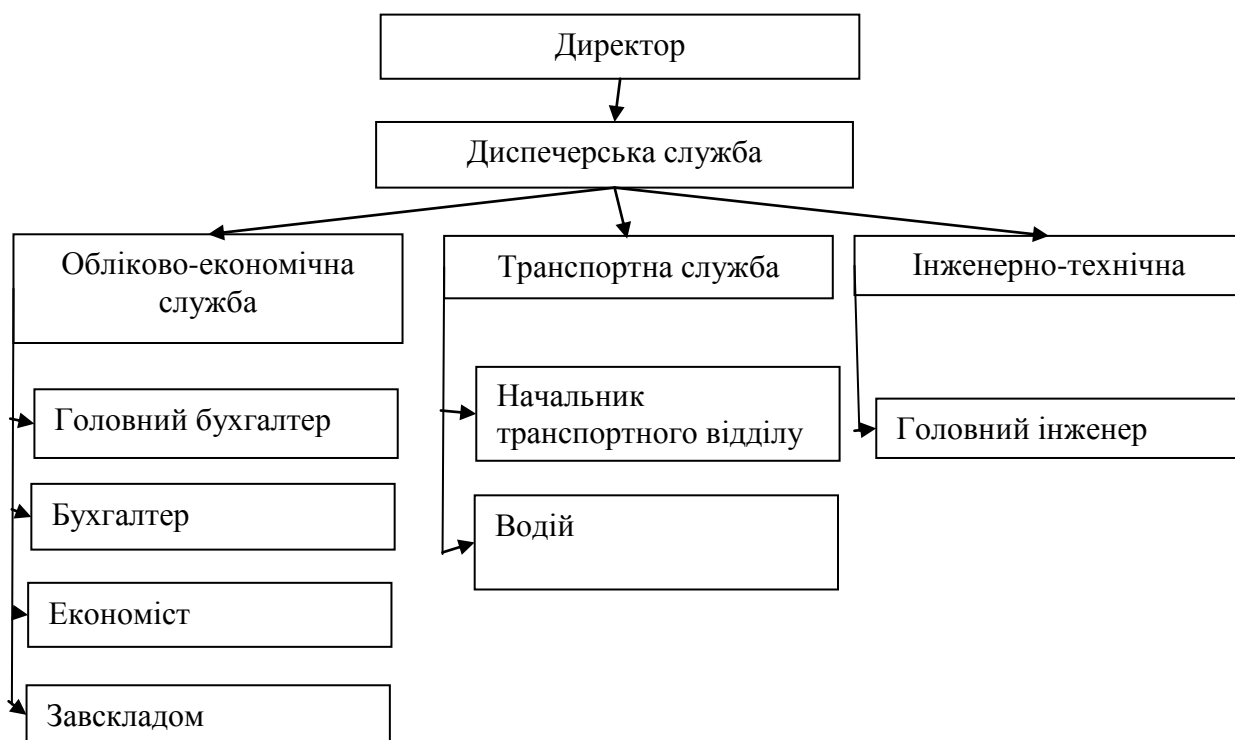 Директор
Диспечерська служба
Обліково-економічна
служба
Транспортна служба
Інженерно-технічна
Головний бухгалтер
Бухгалтер
Економіст
Завскладом
Начальник
транспортного відділу
Водій
Головний інженер